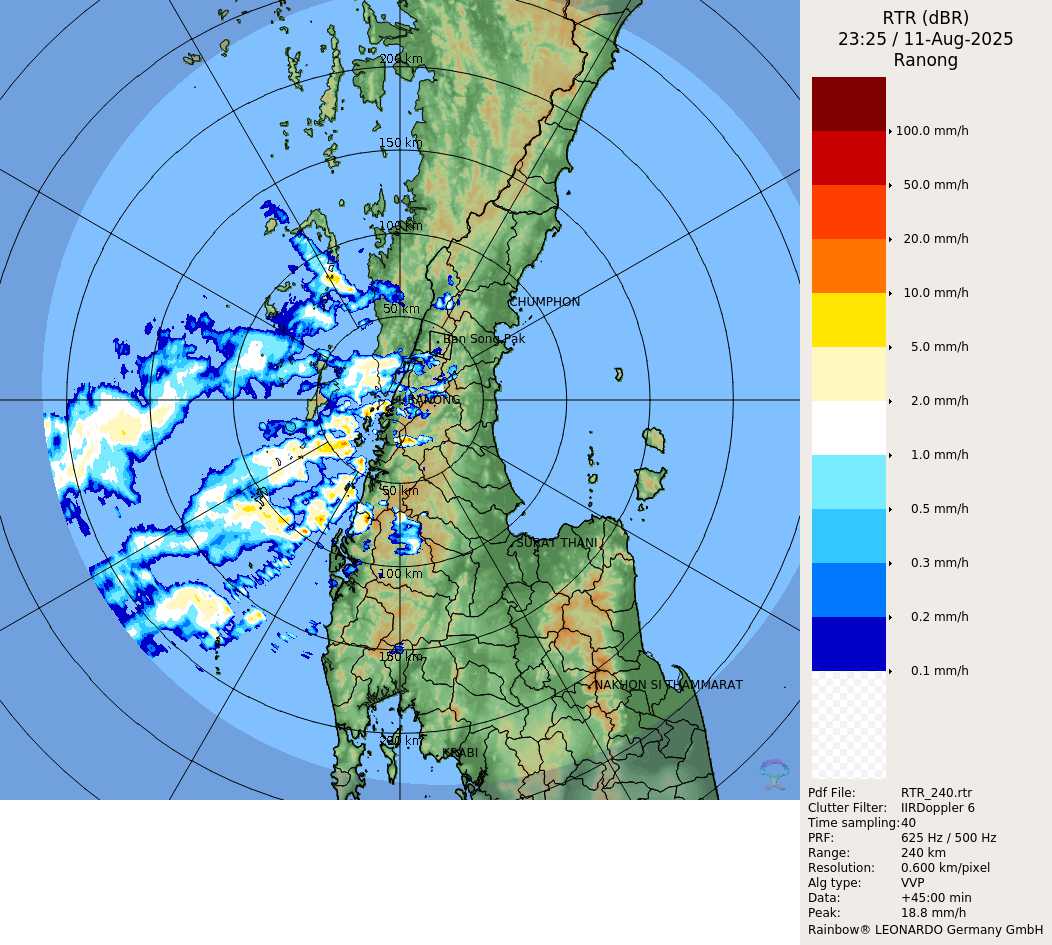 RTR (dBR)
23:25 / 11-Aug-2025
Ranong
200 km
150 km
100 km
50 km
CHUMPHON
Ban Song Pak
50 km
SURAT THANI
100 km
150 km
NAKHON SI THAMMARAT
200 km
KRABI
100.0 mm/h
50.0 mm/h
20.0 mm/h
10.0 mm/h
5.0 mm/h
2.0 mm/h
1.0 mm/h
0.5 mm/h
0.3 mm/h
0.2 mm/h
0.1 mm/h
Pdf File: RTR_240.rtr
Clutter Filter: IIRDoppler 6
Time sampling:40
PRF: 625 Hz / 500 Hz
Range: 240 km
Resolution: 0.600 km/pixel
Alg type: VVP
Data: +45:00 min
Peak: 18.8 mm/h
Rainbow® LEONARDO Germany GmbH